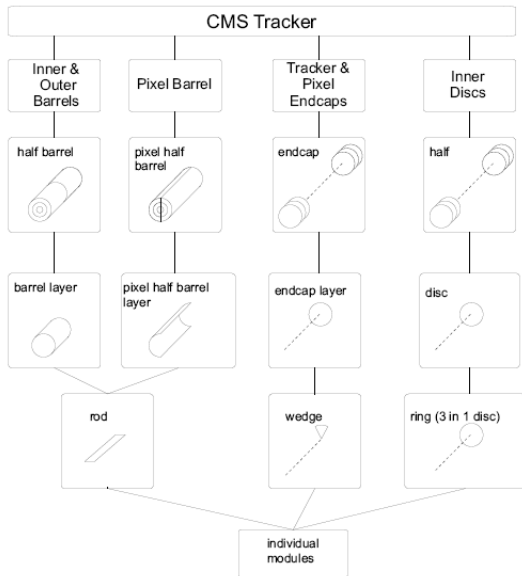 CMS Tracker
Inner &
Outer
Barrels
Pixel Barrel
Tracker &
Pixel
Endcaps
Inner
Discs
half barrel
pixel half
barrel
endcap
half
barrel layer
pixel half barrel
layer
endcap layer
disc
rod
wedge
ring (3 in 1 disc)
individual
modules